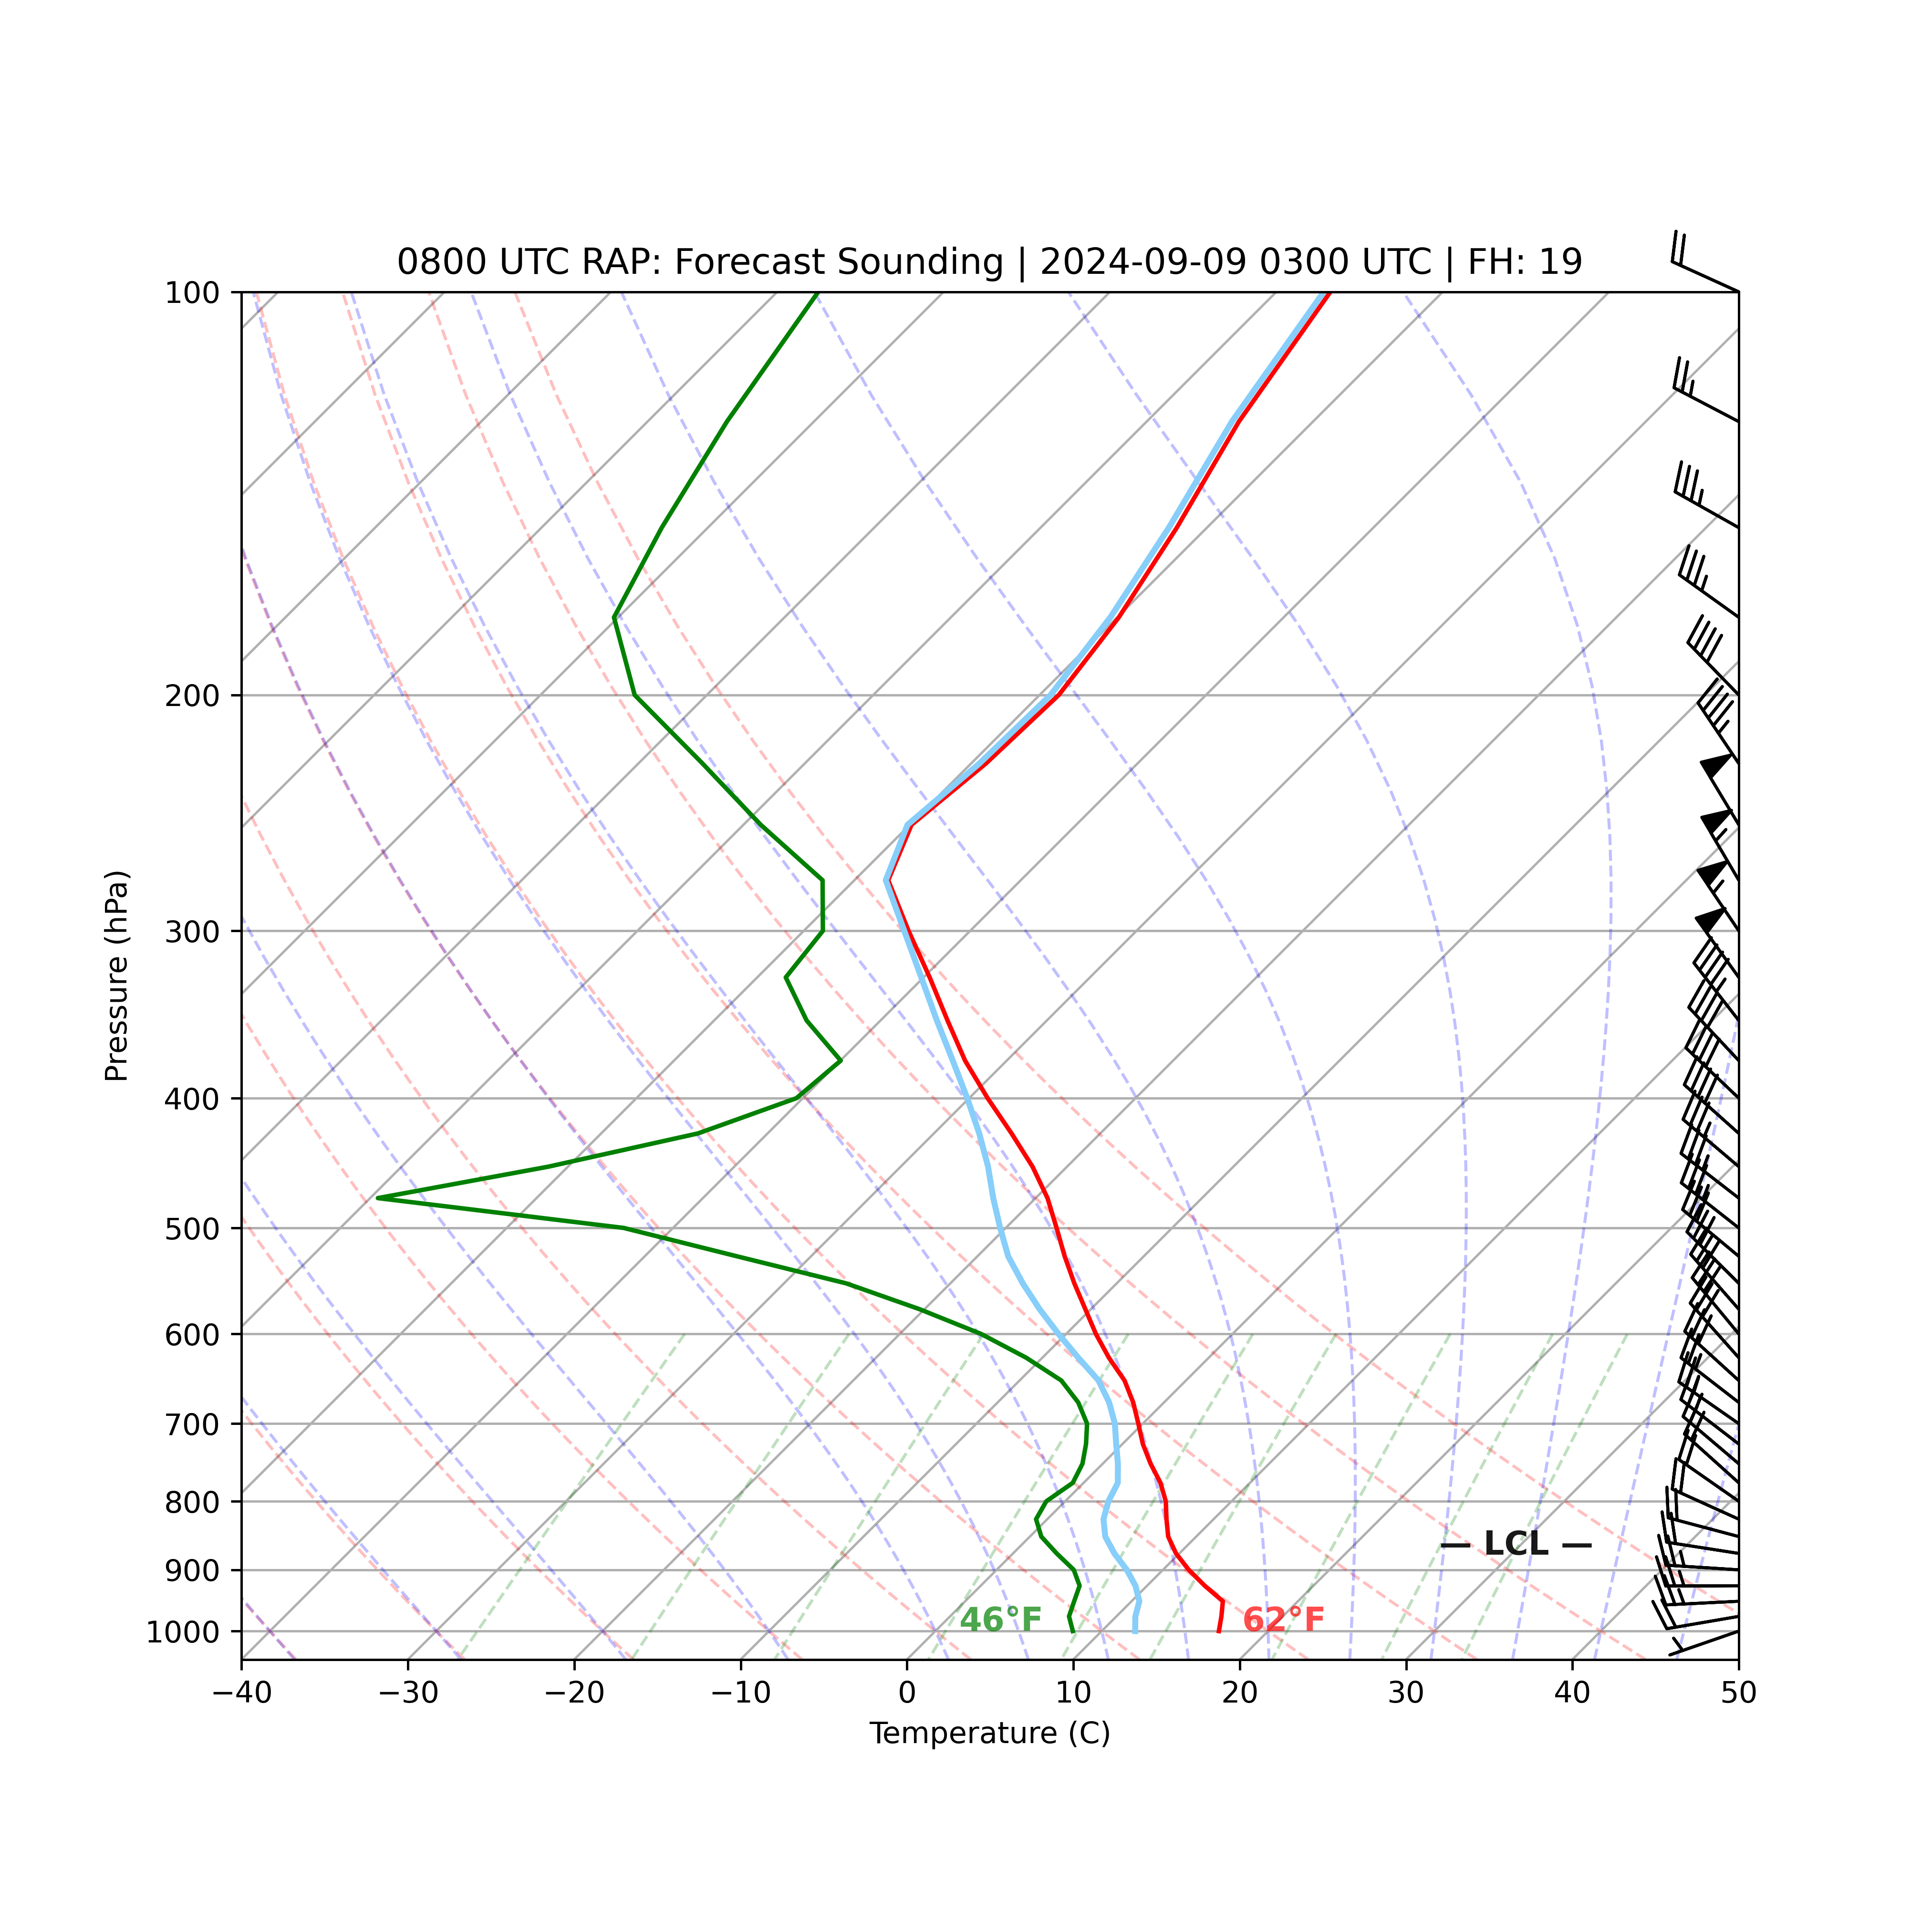 0800 UTC RAP: Forecast Sounding | 2024-09-09 0300 UTC | FH: 19
100
200
300
400
500
600
700
800
900
1000
Pressure (hPa)
— LCL —
46°F
62°F
−40 −30 −20 −10 0 10 20 30 40 50
Temperature (C)